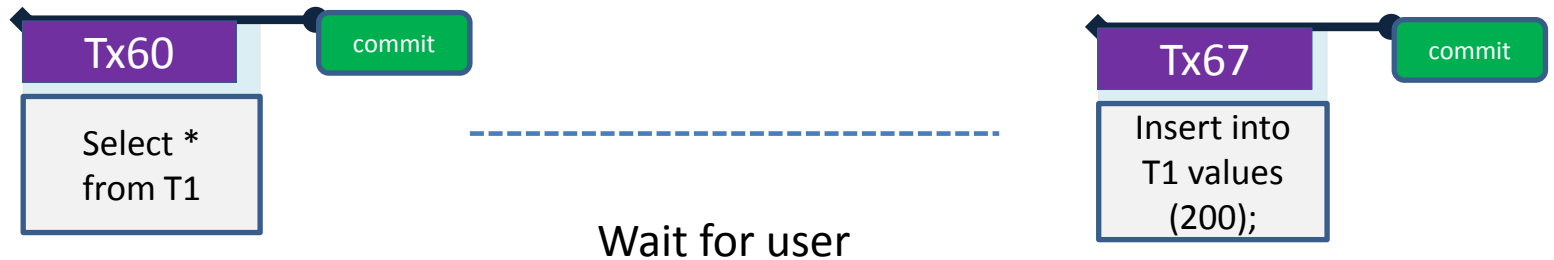 Tx60
commit
Select *
from T1
Wait for user
Tx67
commit
Insert into
T1 values
(200);